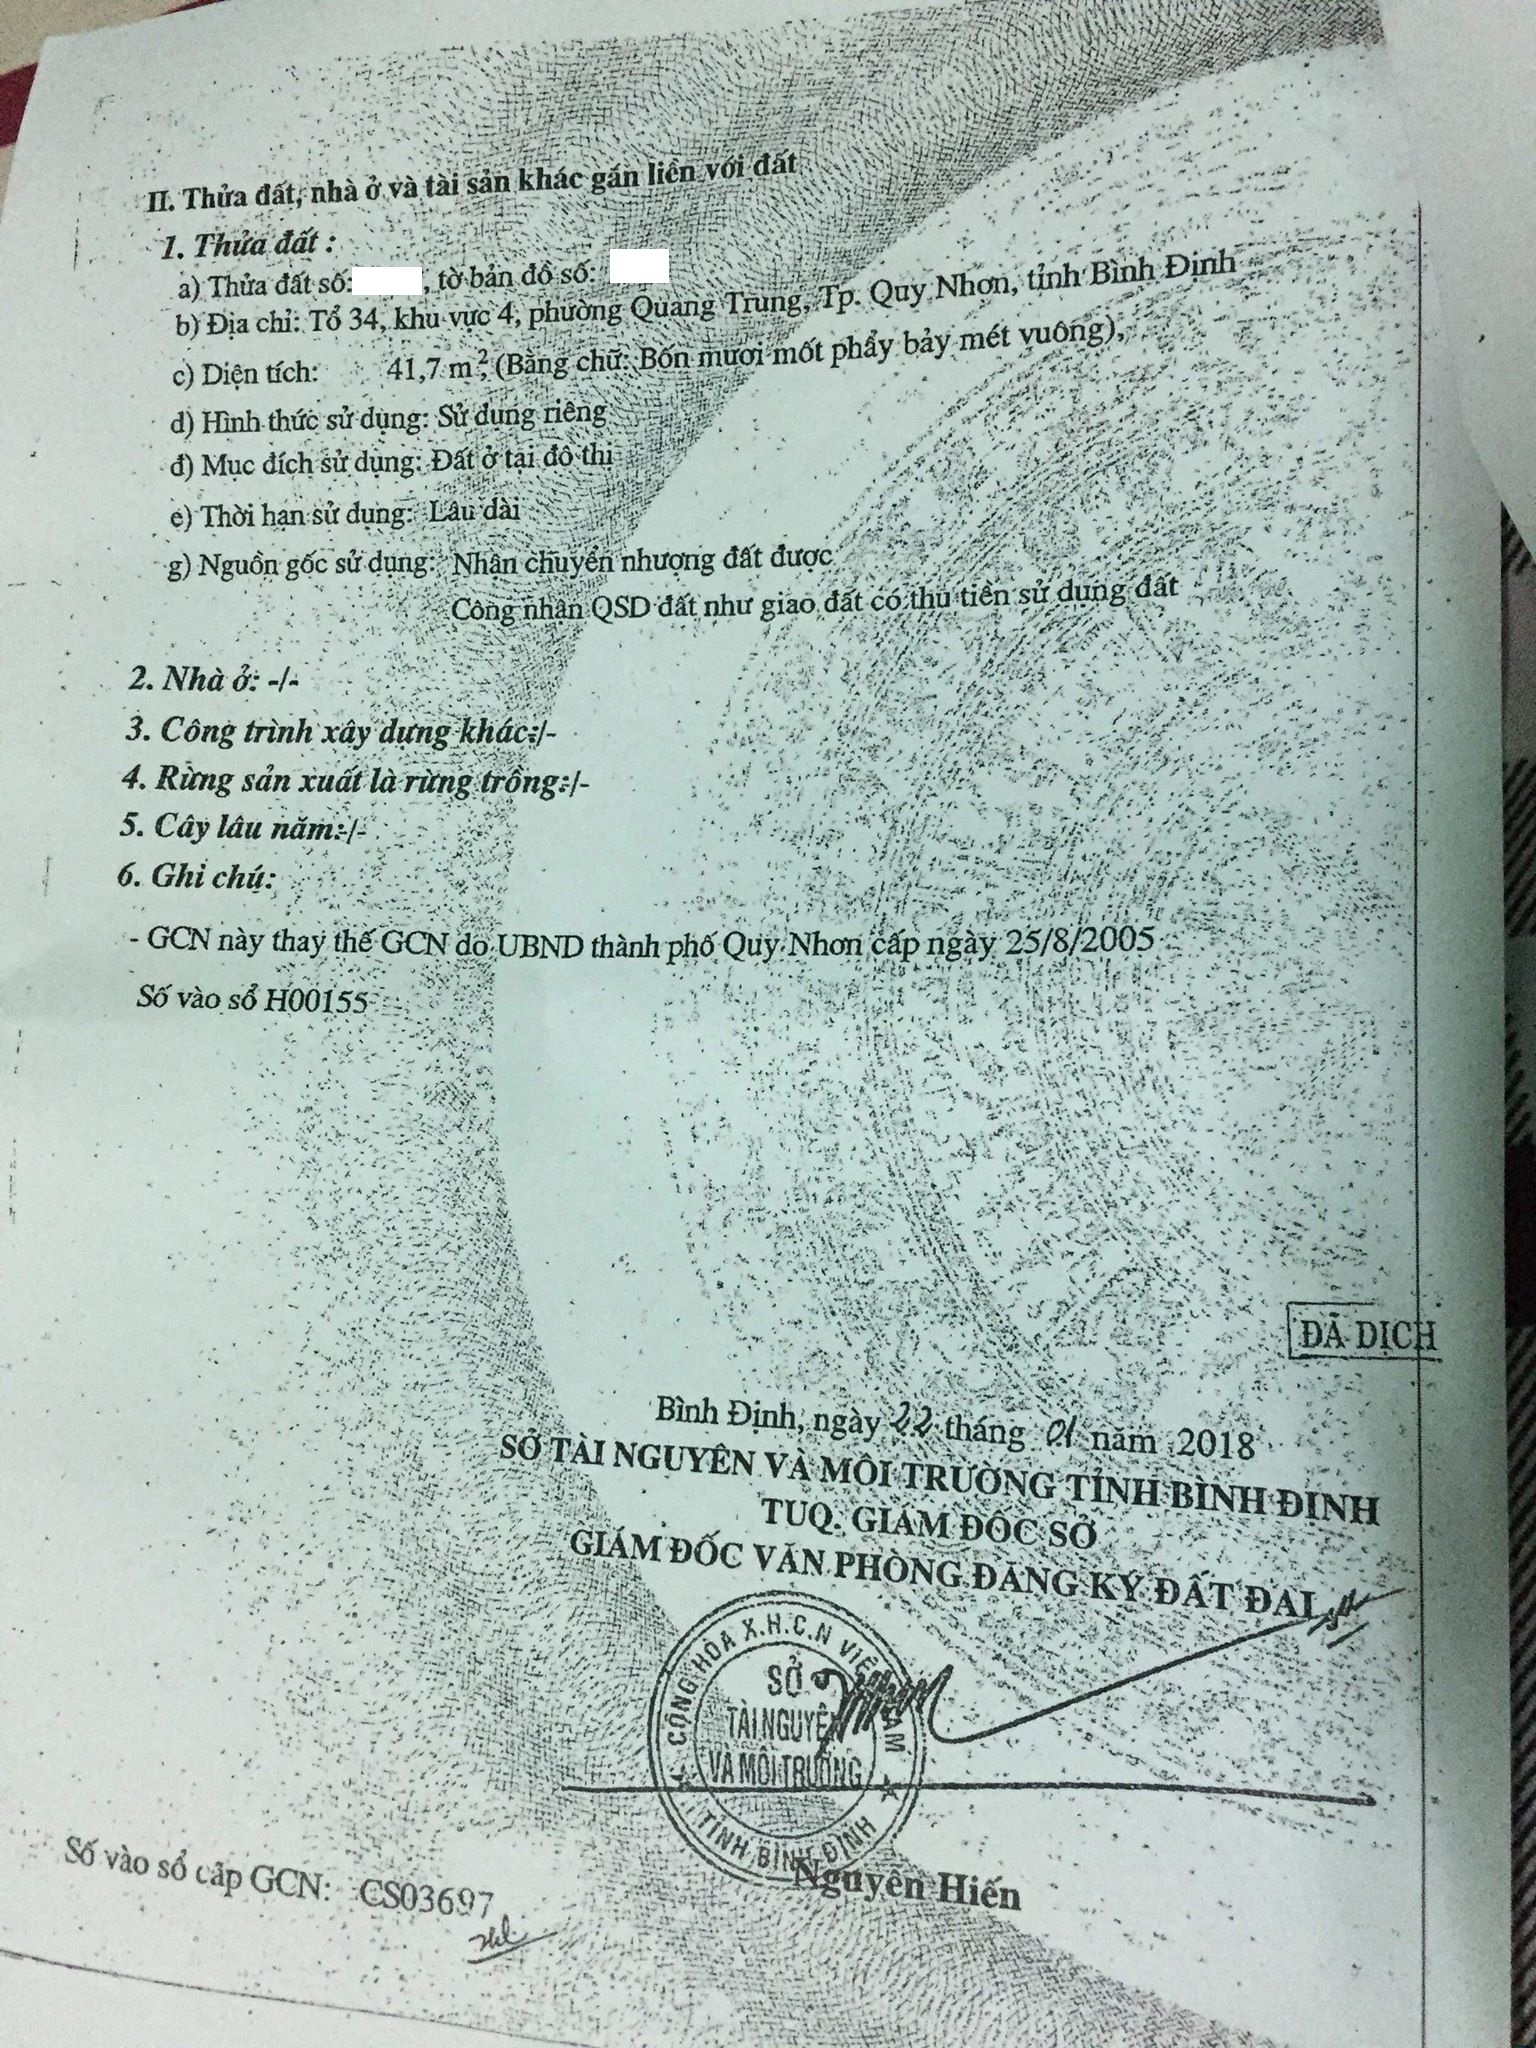 II. Thửa đất, nhà ở và tài sản khác gắn liền với đất
1. Thửa đất :
a) Thửa đất số: , tờ bản đồ số:
b) Địa chỉ: Tổ 34, khu vực 4, phường Quang Trung, Tp. Quy Nhơn, tỉnh Bình Định
c) Diện tích: 41,7 m², (Bằng chữ: Bốn mươi mốt phẩy bảy mét vuông),
d) Hình thức sử dụng: Sử dụng riêng
đ) Mục đích sử dụng: Đất ở tại đô thị
e) Thời hạn sử dụng: Lâu dài
g) Nguồn gốc sử dụng: Nhận chuyển nhượng đất được
Công nhận QSD đất như giao đất có thu tiền sử dụng đất
2. Nhà ở: -/-
3. Công trình xây dựng khác:-/-
4. Rừng sản xuất là rừng trồng:-/-
5. Cây lâu năm:-/-
6. Ghi chú:
- GCN này thay thế GCN do UBND thành phố Quy Nhơn cấp ngày 25/8/2005
Số vào sổ H00155
ĐÃ DỊCH
Bình Định, ngày 22 tháng 01 năm 2018
SỞ TÀI NGUYÊN VÀ MÔI TRƯỜNG TỈNH BÌNH ĐỊNH
TUQ. GIÁM ĐỐC SỞ
GIÁM ĐỐC VĂN PHÒNG ĐĂNG KÝ ĐẤT ĐAI
CỘNG HÒA X.H.C.N VIỆT NAM
SỞ
TÀI NGUYÊN
VÀ MÔI TRƯỜNG
TỈNH BÌNH ĐỊNH
Nguyễn Hiến
Số vào sổ cấp GCN: CS03697